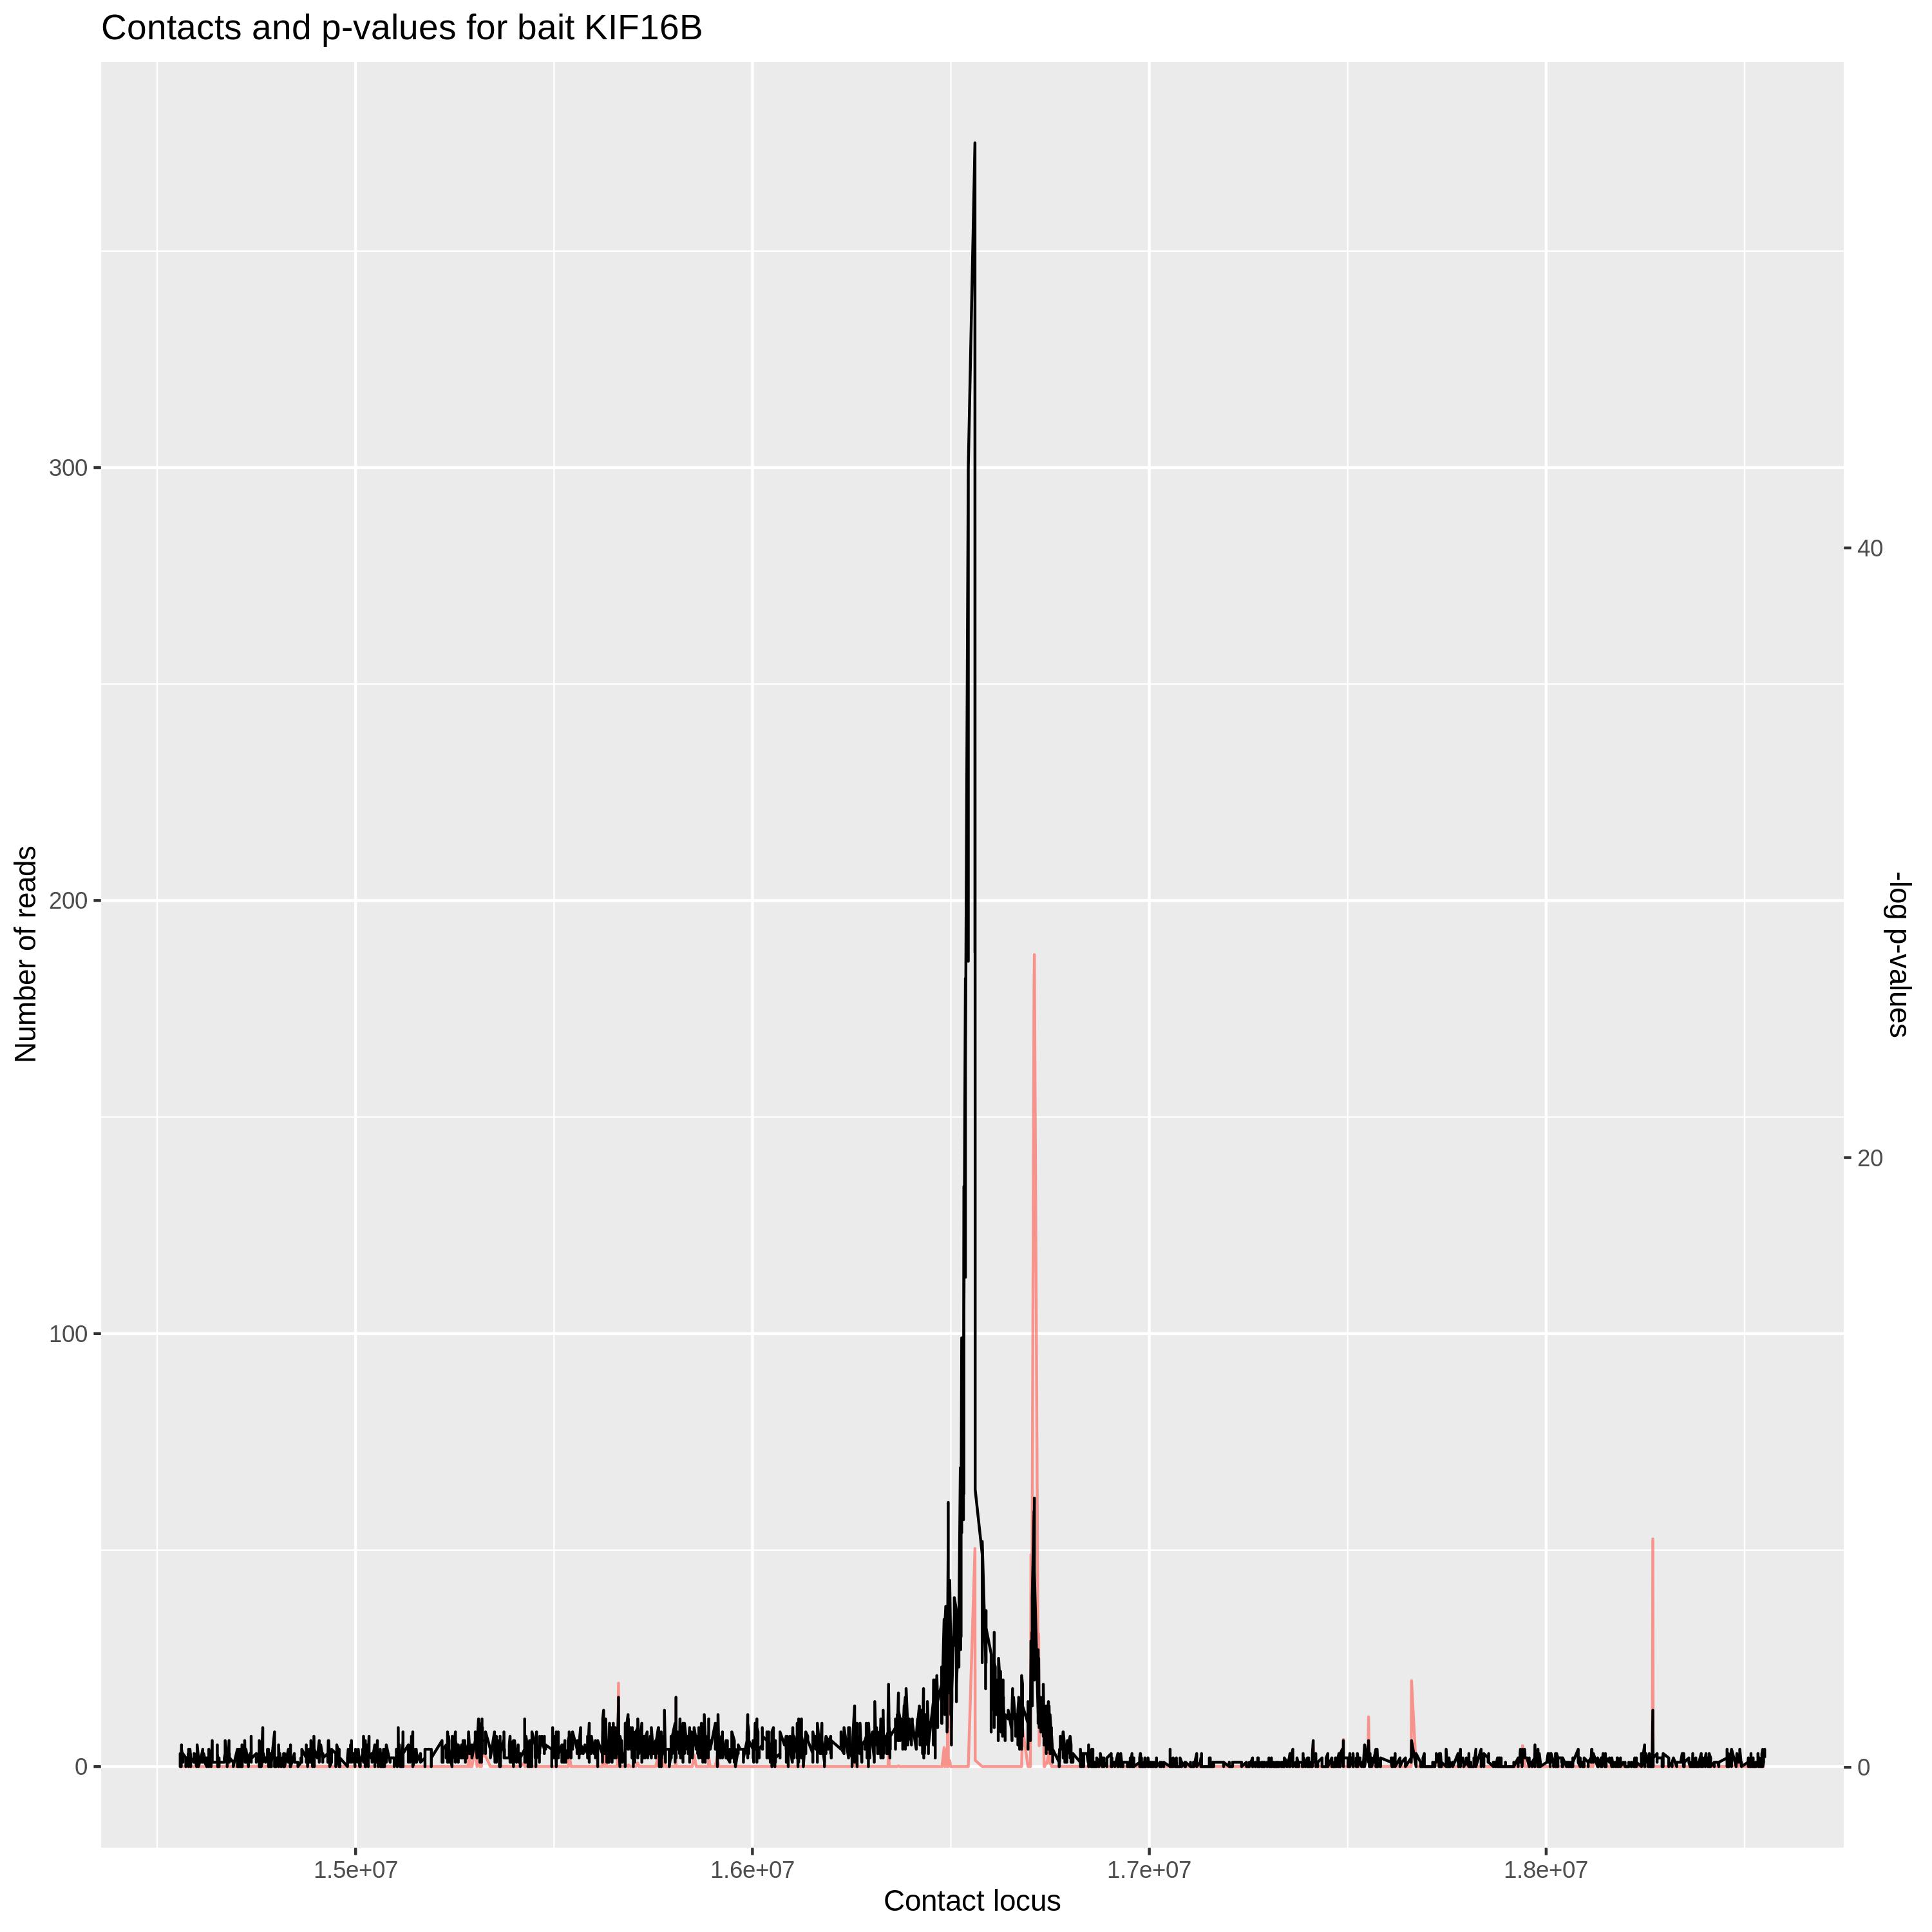 Contacts and p-values for bait KIF16B
Number of reads
300
200
100
0
40
20
0
-log p-values
1.5e+07
1.6e+07
1.7e+07
1.8e+07
Contact locus